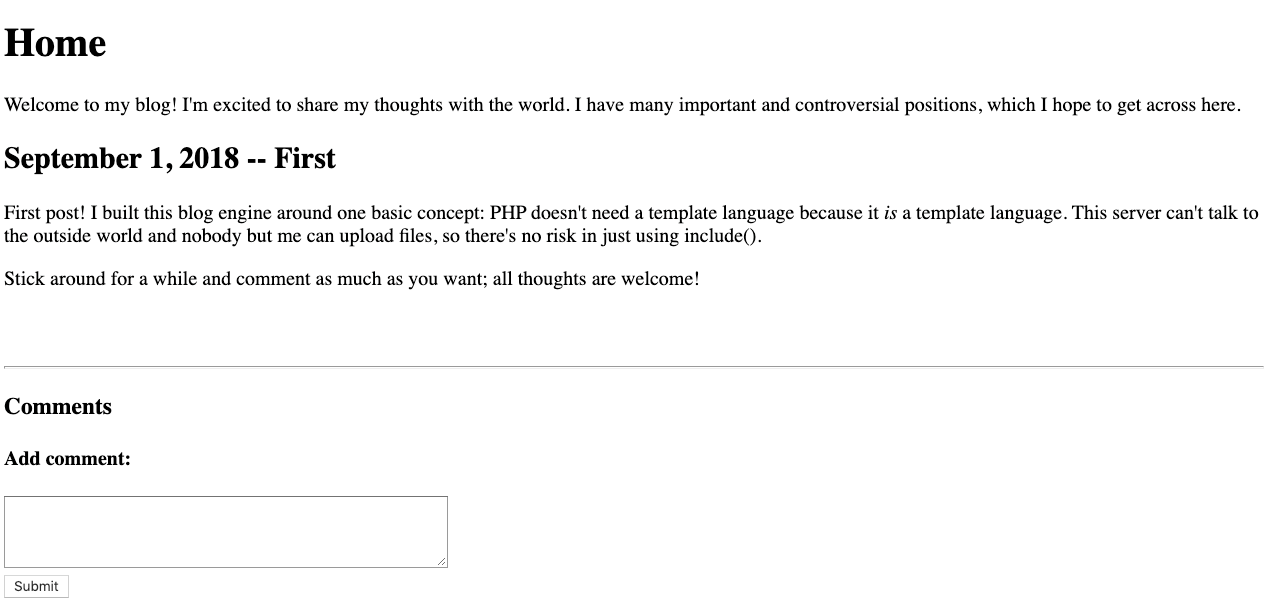 Home
Welcome to my blog! I'm excited to share my thoughts with the world. I have many important and controversial positions, which I hope to get across here.
September 1, 2018 -- First
First post! I built this blog engine around one basic concept: PHP doesn't need a template language because it is a template language. This server can't talk to
the outside world and nobody but me can upload files, so there's no risk in just using include().
Stick around for a while and comment as much as you want; all thoughts are welcome!
Comments
Add comment:
Submit